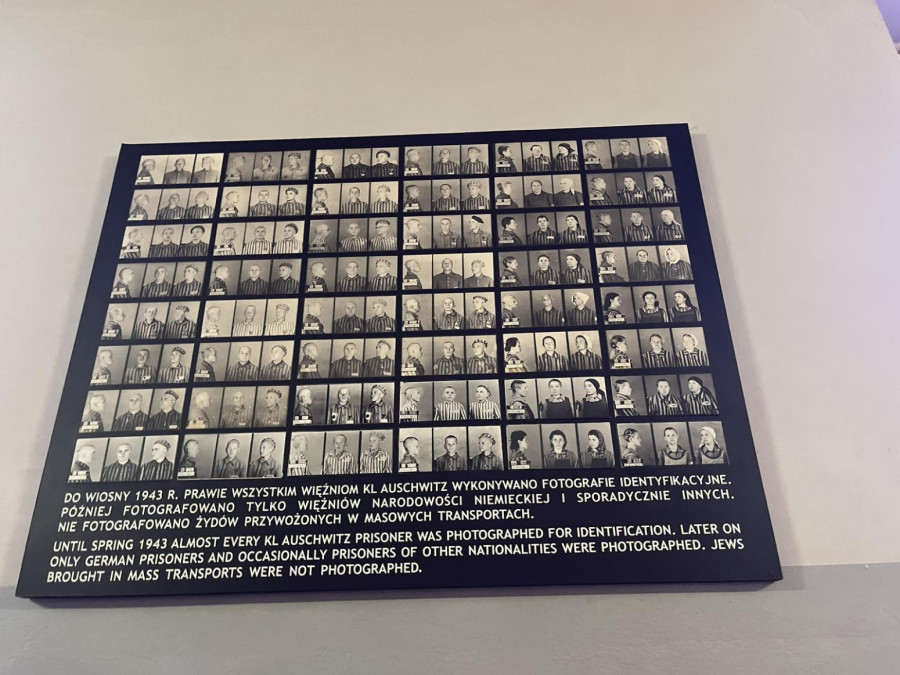 DO WIOSNY 1943 R. PRAWIE WSZYSTKIM WIĘŹNIOM KL AUSCHWITZ WYKONYWANO FOTOGRAFIE IDENTYFIKACYJNE.
PÓŹNIEJ FOTOGRAFOWANO TYLKO WIĘŹNIÓW NARODOWOŚCI NIEMIECKIEJ I SPORADYCZNIE INNYCH.
NIE FOTOGRAFOWANO ŻYDÓW PRZYWOŻONYCH W MASOWYCH TRANSPORTACH.
UNTIL SPRING 1943 ALMOST EVERY KL AUSCHWITZ PRISONER WAS PHOTOGRAPHED FOR IDENTIFICATION. LATER ON
ONLY GERMAN PRISONERS AND OCCASIONALLY PRISONERS OF OTHER NATIONALITIES WERE PHOTOGRAPHED. JEWS
BROUGHT IN MASS TRANSPORTS WERE NOT PHOTOGRAPHED.